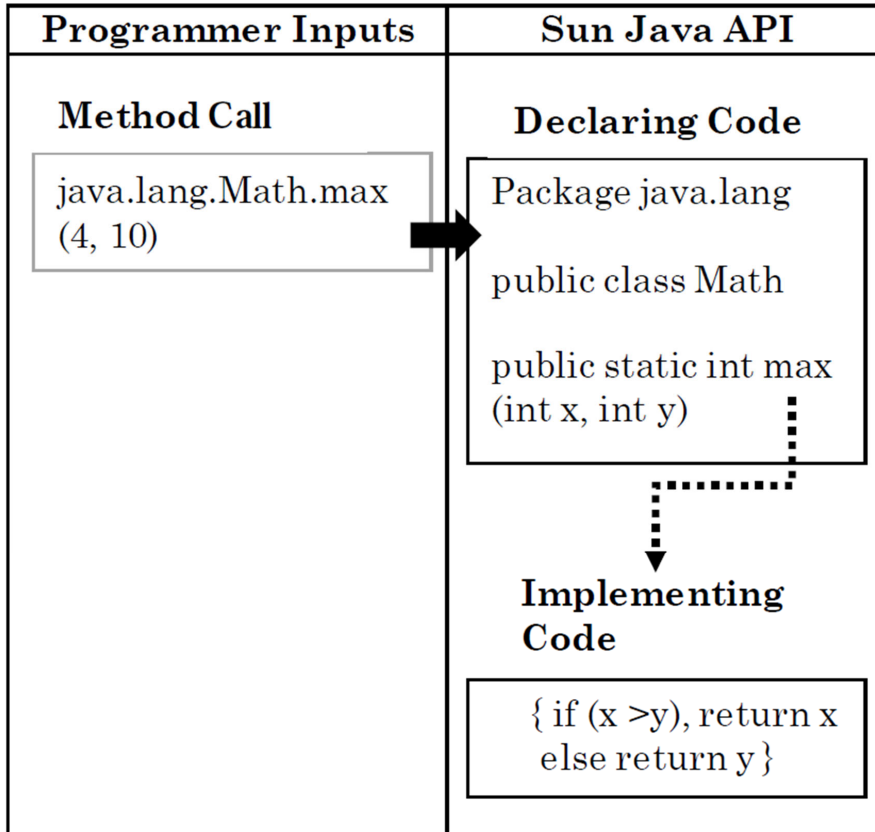 Programmer Inputs
Sun Java API
Method Call
java.lang.Math.max
(4, 10)
Declaring Code
Package java.lang
public class Math
public static int max
(int x, int y)
Implementing
Code
{ if (x >y), return x
else return y }